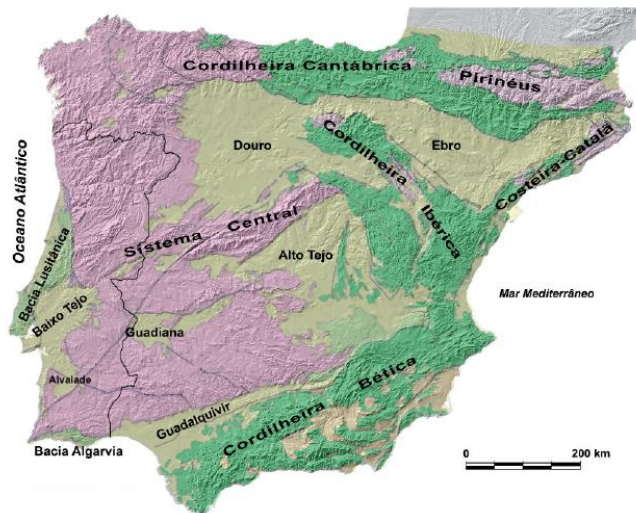 Cordilheira Cantábrica
Pirinéus
Douro
Ebro
Cordilheira
Ibérica
Costeira Catalã
Oceano Atlântico
Sistema Central
Alto Tejo
Bacia Lusitânica
Baixo Tejo
Mar Mediterrâneo
Guadiana
Alvalade
Guadalquivir
Cordilheira Bética
Bacia Algarvia
0 200 km